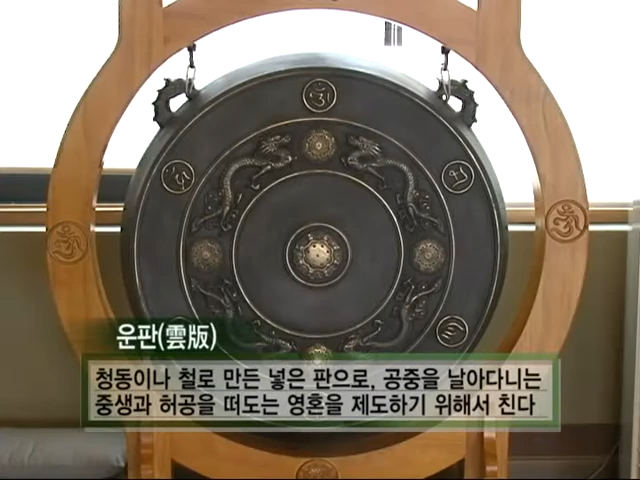 운판(雲版)
청동이나 철로 만든 넣은 판으로, 공중을 날아다니는
중생과 허공을 떠도는 영혼을 제도하기 위해서 친다